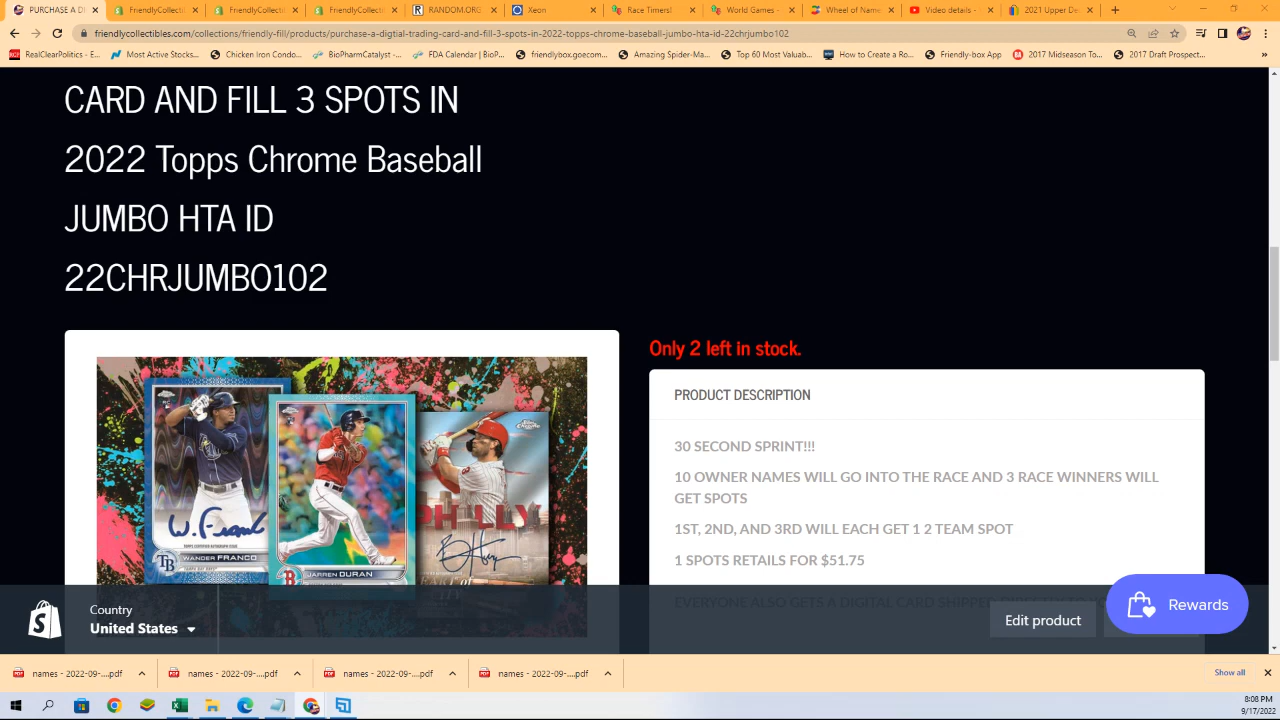 PURCHASE A DI
FriendlyCollecti
FriendlyCollecti
FriendlyCollecti
RANDOM.ORG
Xeon
Race Timers!
World Games -
Wheel of Name
Video details -
2021 Upper De
friendlycollectibles.com/collections/friendly-fill/products/purchase-a-digtial-trading-card-and-fill-3-spots-in-2022-topps-chrome-baseball-jumbo-hta-id-22chrjumbo102
RealClearPolitics - E...
Most Active Stocks...
Chicken Iron Condo...
BioPharmCatalyst -...
FDA Calendar | BioP...
friendlybox.goecom...
Amazing Spider-Ma...
Top 60 Most Valuab...
How to Create a Ro...
Friendly-box App
2017 Midseason To...
2017 Draft Prospect...
CARD AND FILL 3 SPOTS IN
2022 Topps Chrome Baseball
JUMBO HTA ID
22CHRJUMBO102
Only 2 left in stock.
PRODUCT DESCRIPTION
30 SECOND SPRINT!!!
10 OWNER NAMES WILL GO INTO THE RACE AND 3 RACE WINNERS WILL
GET SPOTS
1ST, 2ND, AND 3RD WILL EACH GET 1 2 TEAM SPOT
1 SPOTS RETAILS FOR $51.75
EVERYONE ALSO GETS A DIGITAL CARD SHIPPED
W. Franco
WANDER FRANCO
JARREN DURAN
PHILLY
Country
United States
Edit product
Rewards
names - 2022-09-....pdf
names - 2022-09-....pdf
names - 2022-09-....pdf
names - 2022-09-....pdf
Show all
8:08 PM
9/17/2022